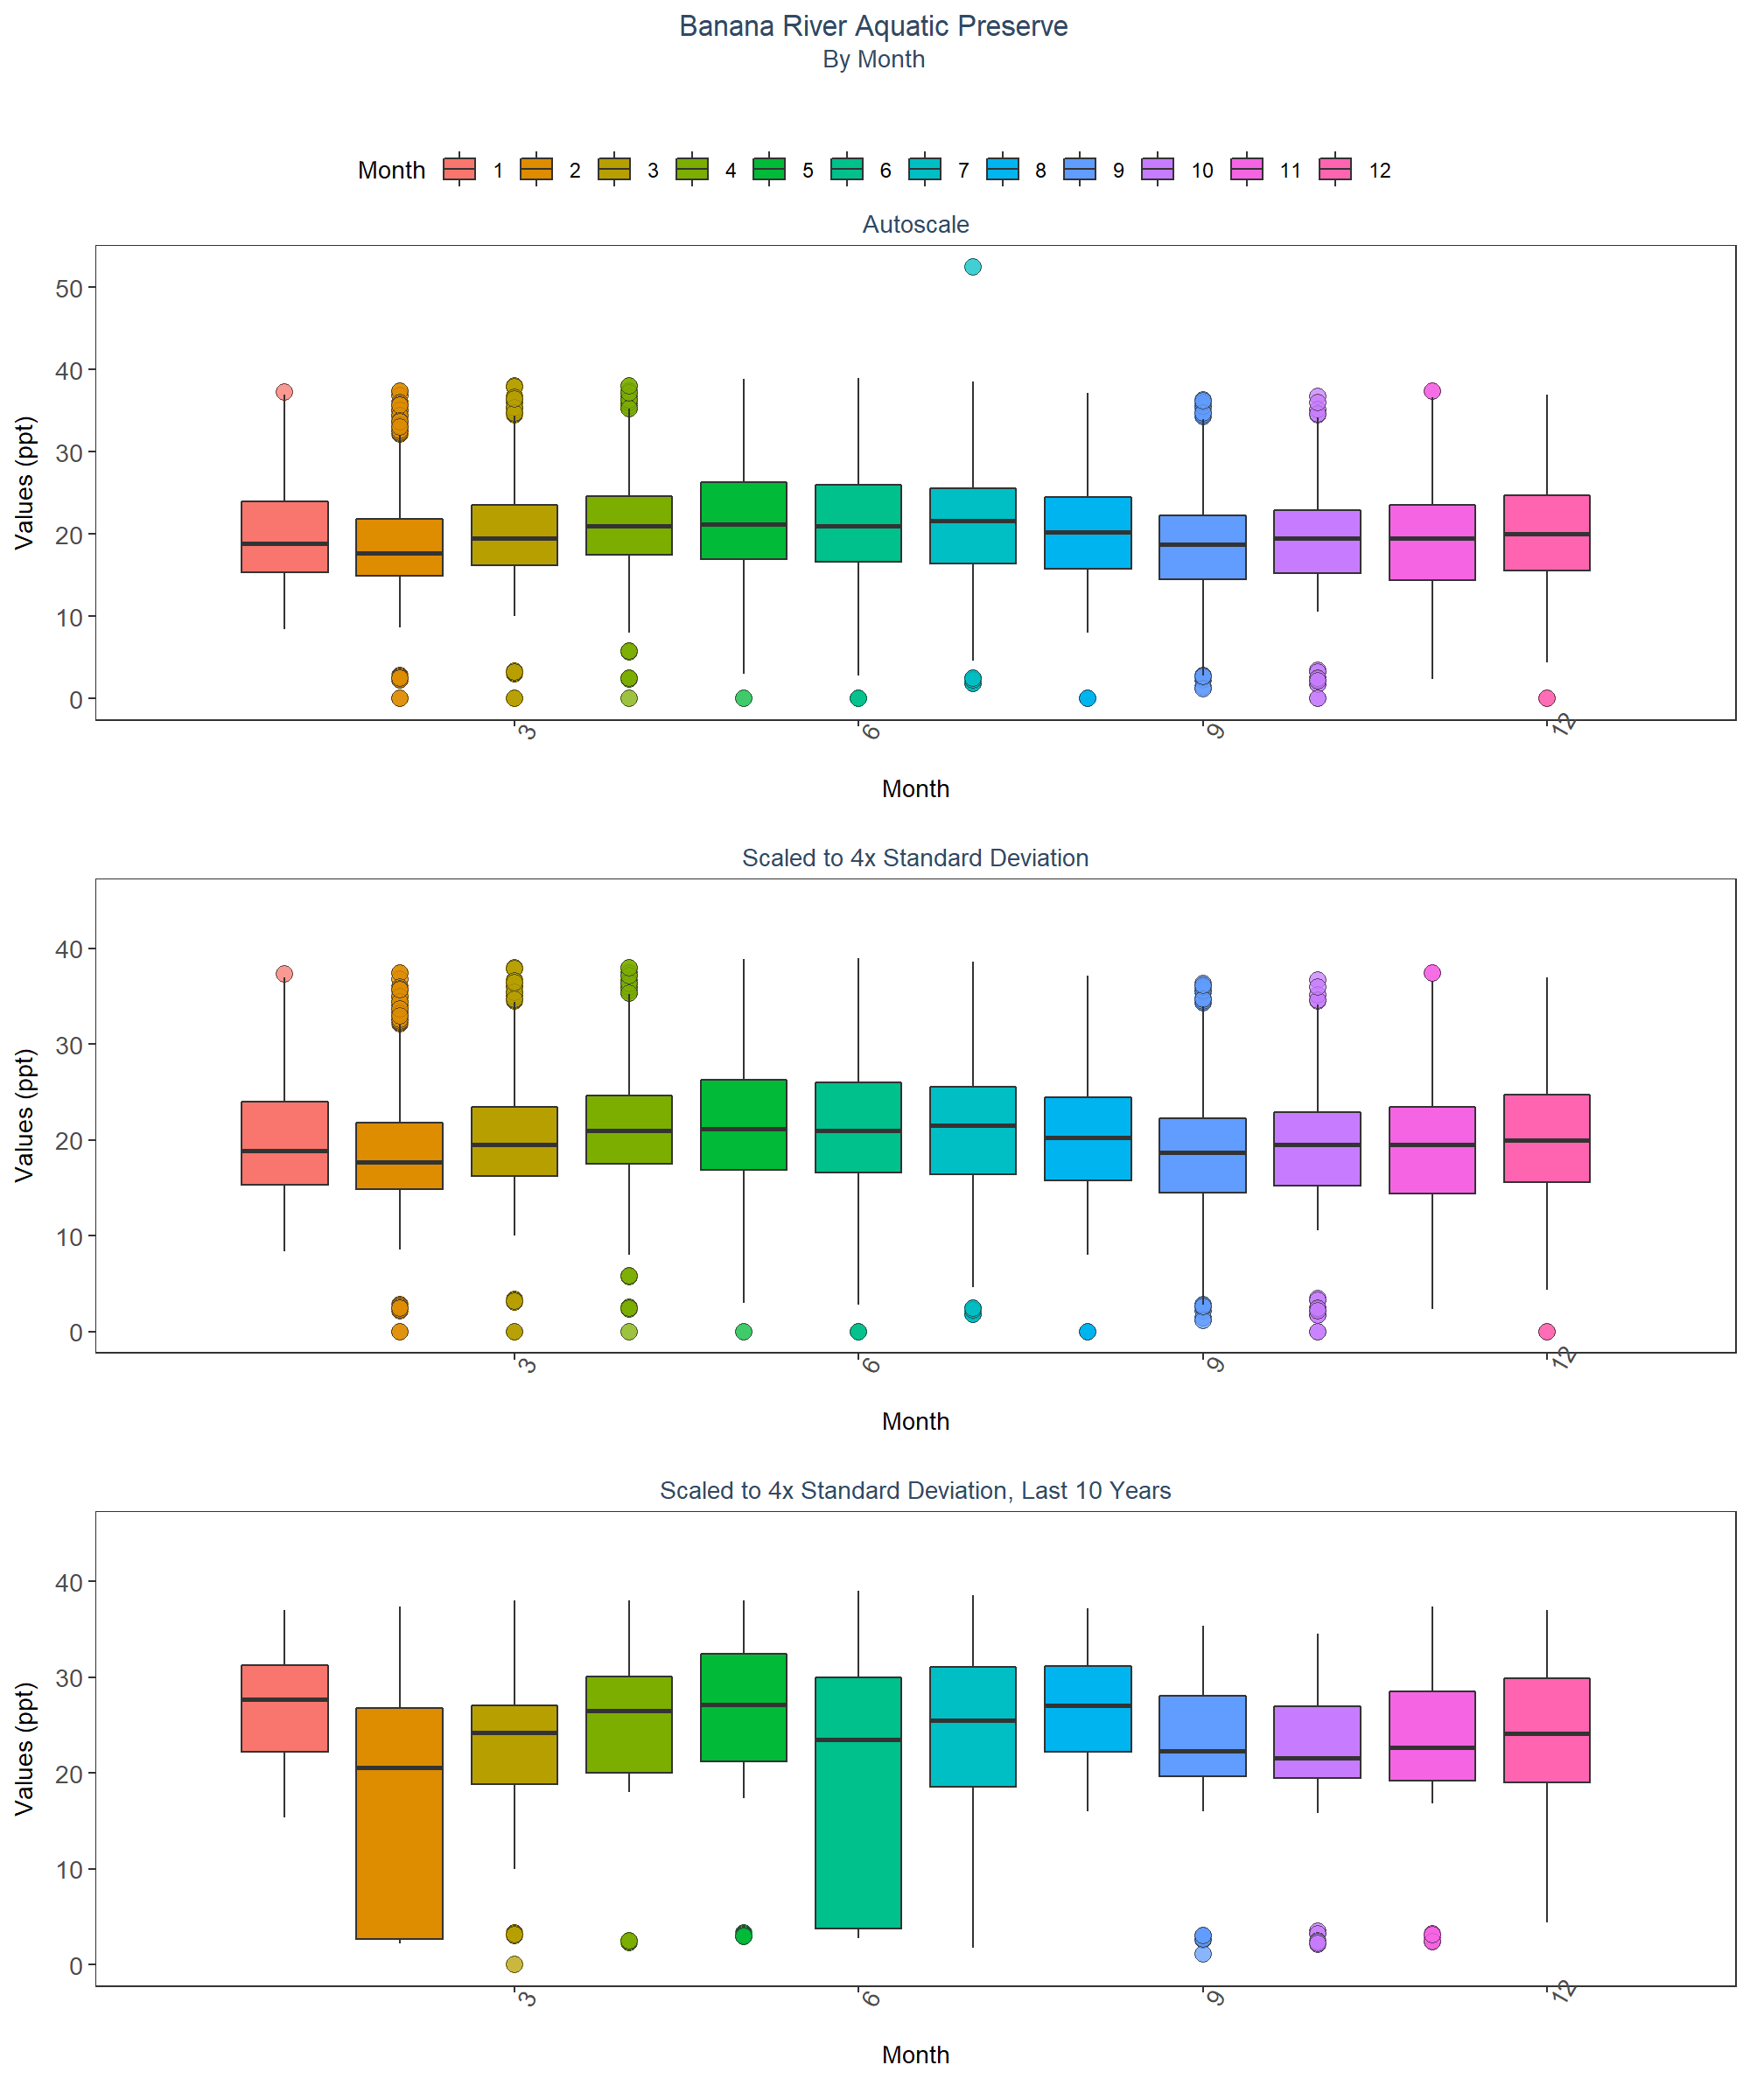 Banana River Aquatic Preserve
By Month
Month 1 2 3 4 5 6 7 8 9 10 11 12
Autoscale
Values (ppt)
50
40
30
20
10
0
3 6 9 12
Month
Scaled to 4x Standard Deviation
Values (ppt)
40
30
20
10
0
3 6 9 12
Month
Scaled to 4x Standard Deviation, Last 10 Years
Values (ppt)
40
30
20
10
0
3 6 9 12
Month